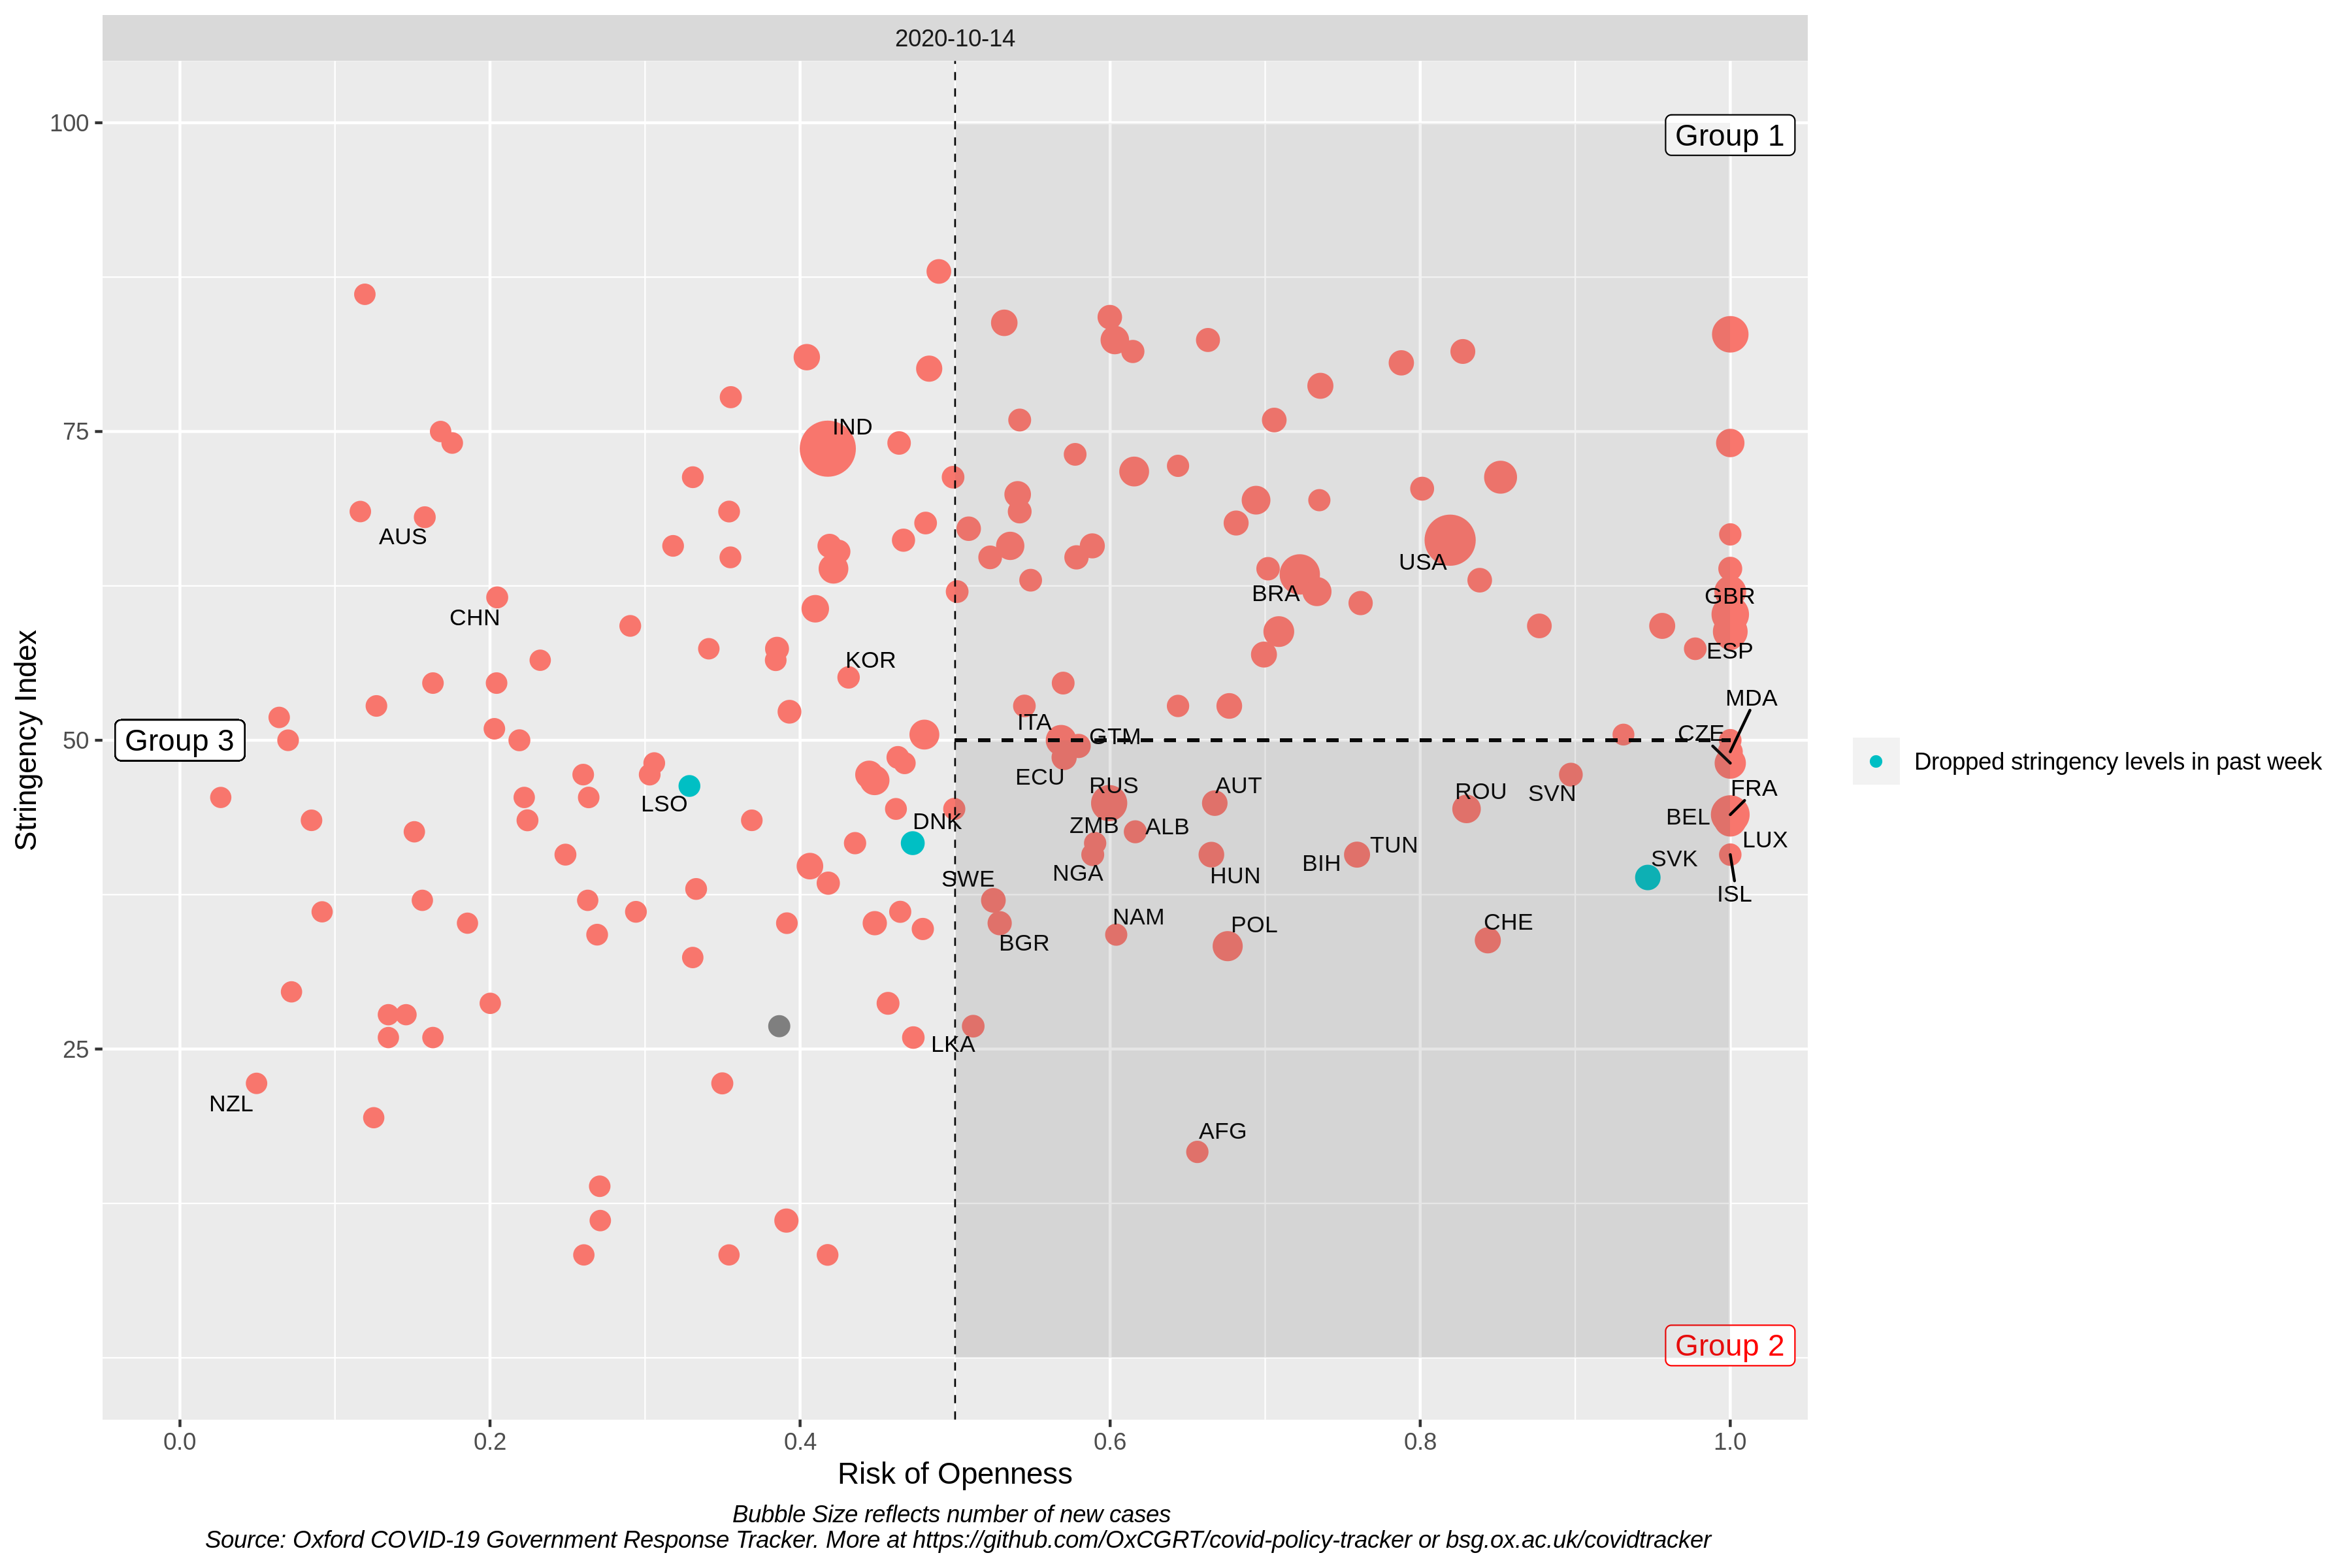 2020-10-14
Group 1
100
75
50
25
Stringency Index
IND
AUS
USA
CHN
BRA
GBR
KOR
ESP
MDA
ITA
GTM
CZE
Group 3
ECU
RUS
AUT
ROU
SVN
FRA
LSO
DNK
ZMB
ALB
BEL
LUX
TUN
BIH
SVK
NGA
HUN
SWE
ISL
NAM
POL
CHE
BGR
LKA
NZL
AFG
Group 2
Dropped stringency levels in past week
0.0 0.2 0.4 0.6 0.8 1.0
Risk of Openness
Bubble Size reflects number of new cases
Source: Oxford COVID-19 Government Response Tracker. More at https://github.com/OxCGRT/covid-policy-tracker or bsg.ox.ac.uk/covidtracker